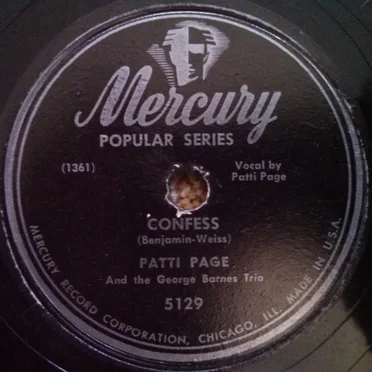 Mercury
POPULAR SERIES
(1361)
Vocal by
Patti Page
CONFESS
(Benjamin-Weiss)
PATTI PAGE
And the George Barnes Trio
5129
MERCURY RECORD CORPORATION, CHICAGO, ILL. MADE IN U.S.A.